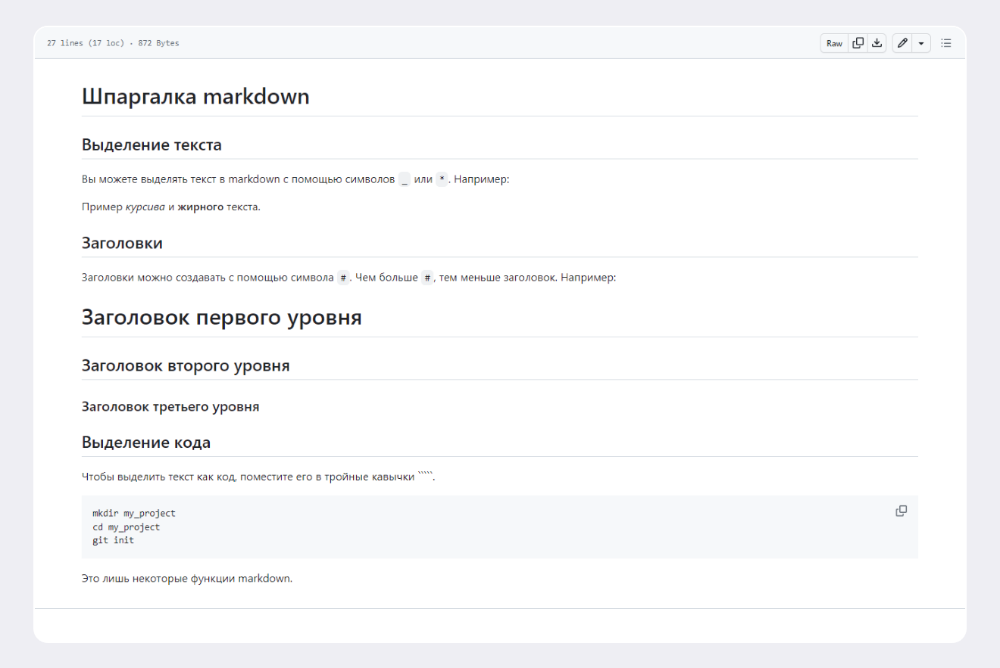 27 lines (17 loc) · 872 Bytes
Raw
Шпаргалка markdown
Выделение текста
Вы можете выделять текст в markdown с помощью символов _ или *. Например:
Пример курсива и жирного текста.
Заголовки
Заголовки можно создавать с помощью символа #. Чем больше #, тем меньше заголовок. Например:
Заголовок первого уровня
Заголовок второго уровня
Заголовок третьего уровня
Выделение кода
Чтобы выделить текст как код, поместите его в тройные кавычки `````.
mkdir my_project
cd my_project
git init
Это лишь некоторые функции markdown.